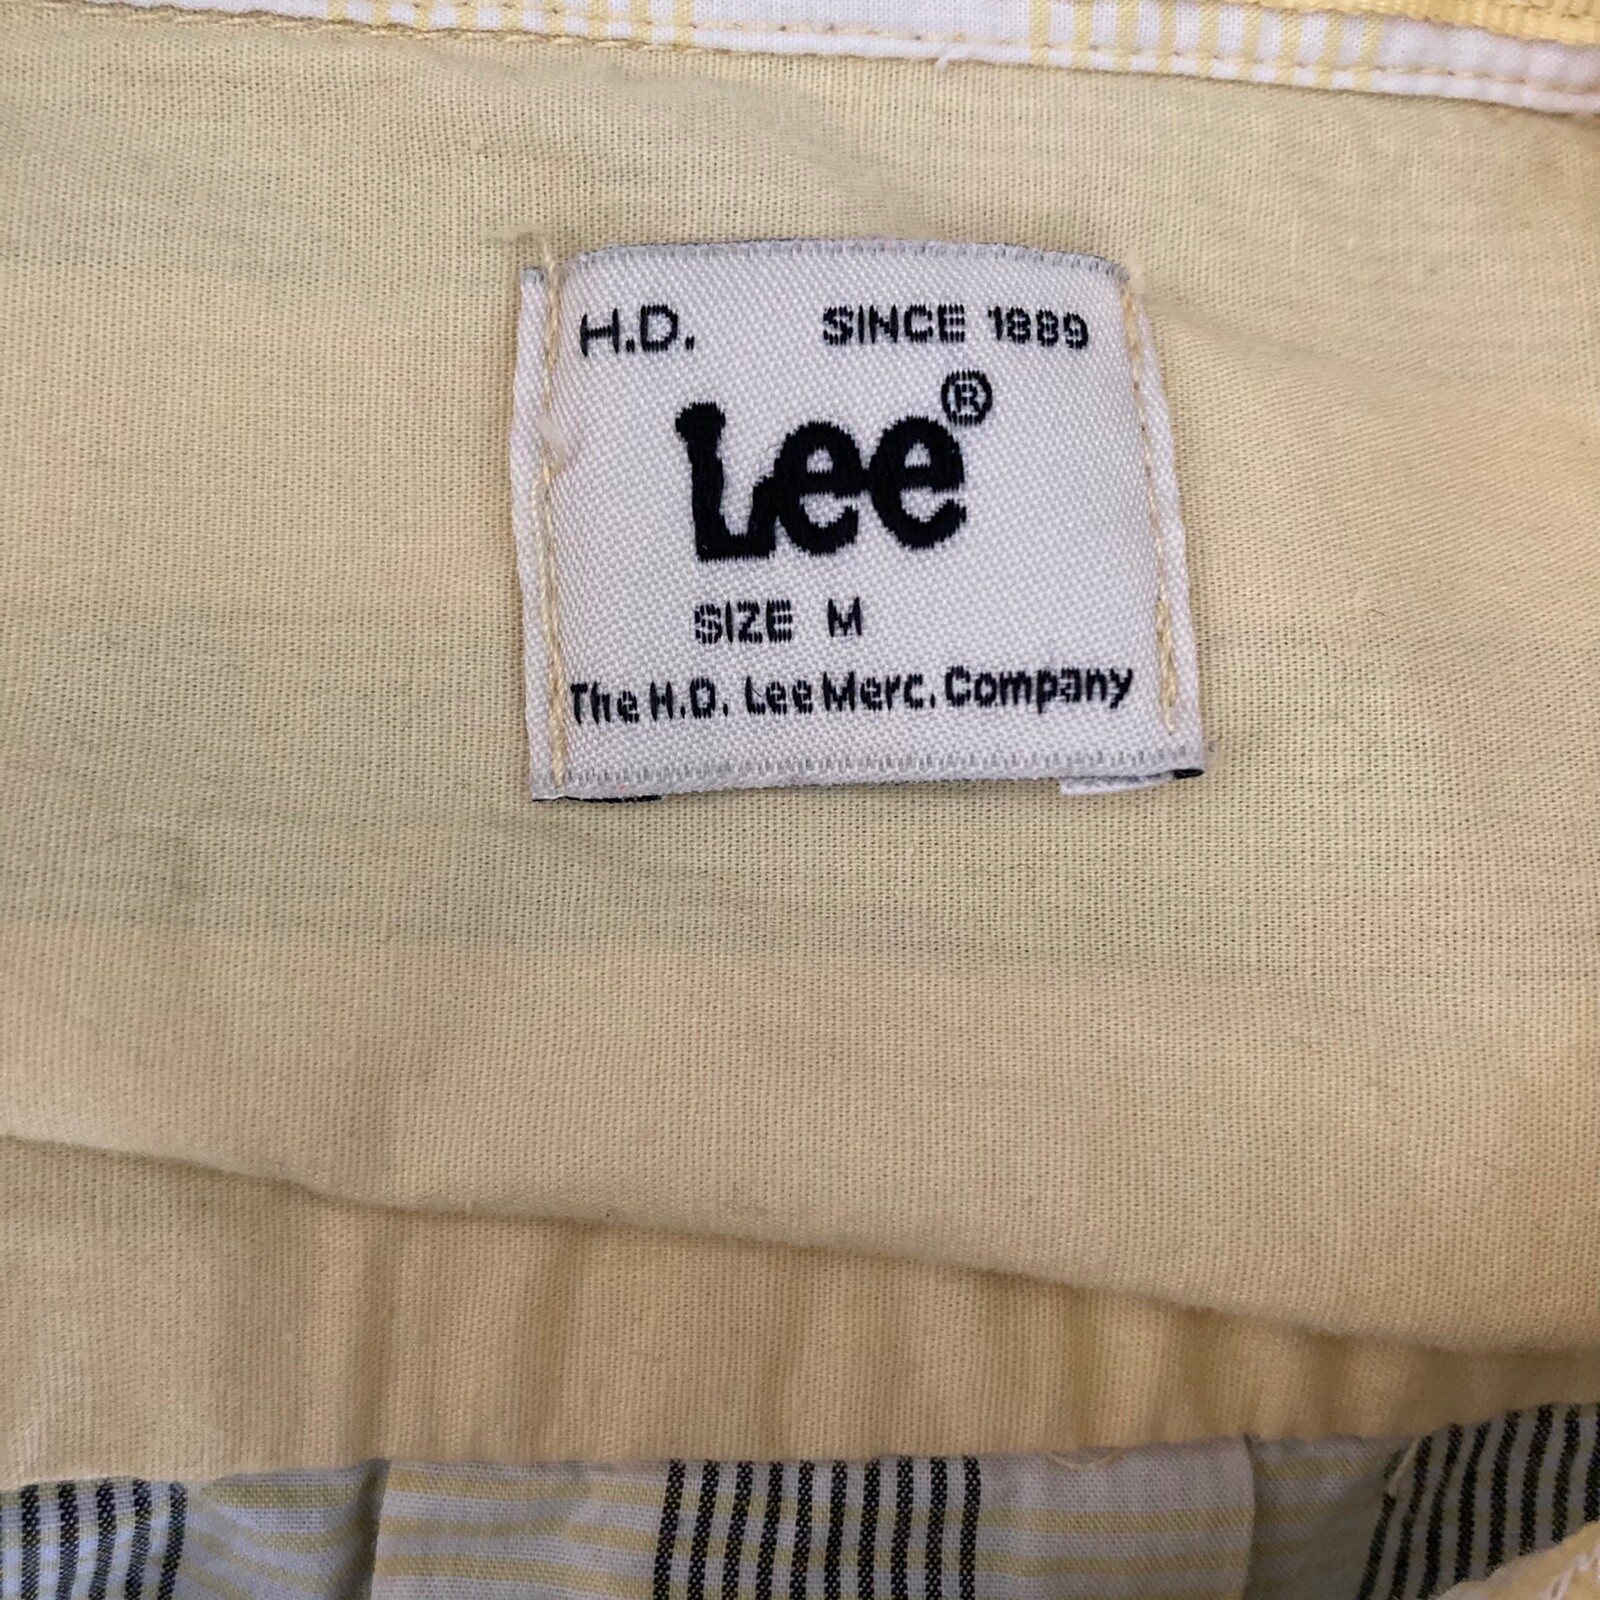 H.D. SINCE 1889
Lee®
SIZE M
The H.D. Lee Merc. Company